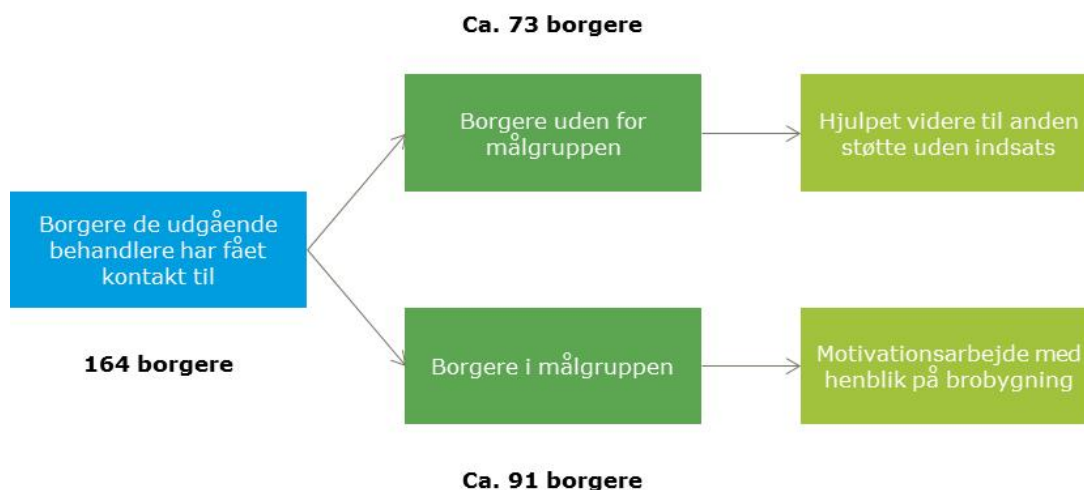 Ca. 73 borgere
Borgere uden for
målgruppen
Hjulpet videre til anden
støtte uden indsats
Borgere de udgående
behandlere har fået
kontakt til
164 borgere
Borgere i målgruppen
Motivationsarbejde med
henblik på brobygning
Ca. 91 borgere